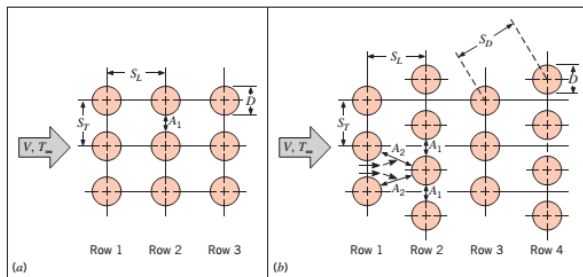 S_L
S_T
A_1
D
V, T_∞
Row 1 Row 2 Row 3
(a)
S_L
S_D
D
S_T
A_1
A_2
V, T_∞
A_2
A_1
Row 1 Row 2 Row 3 Row 4
(b)